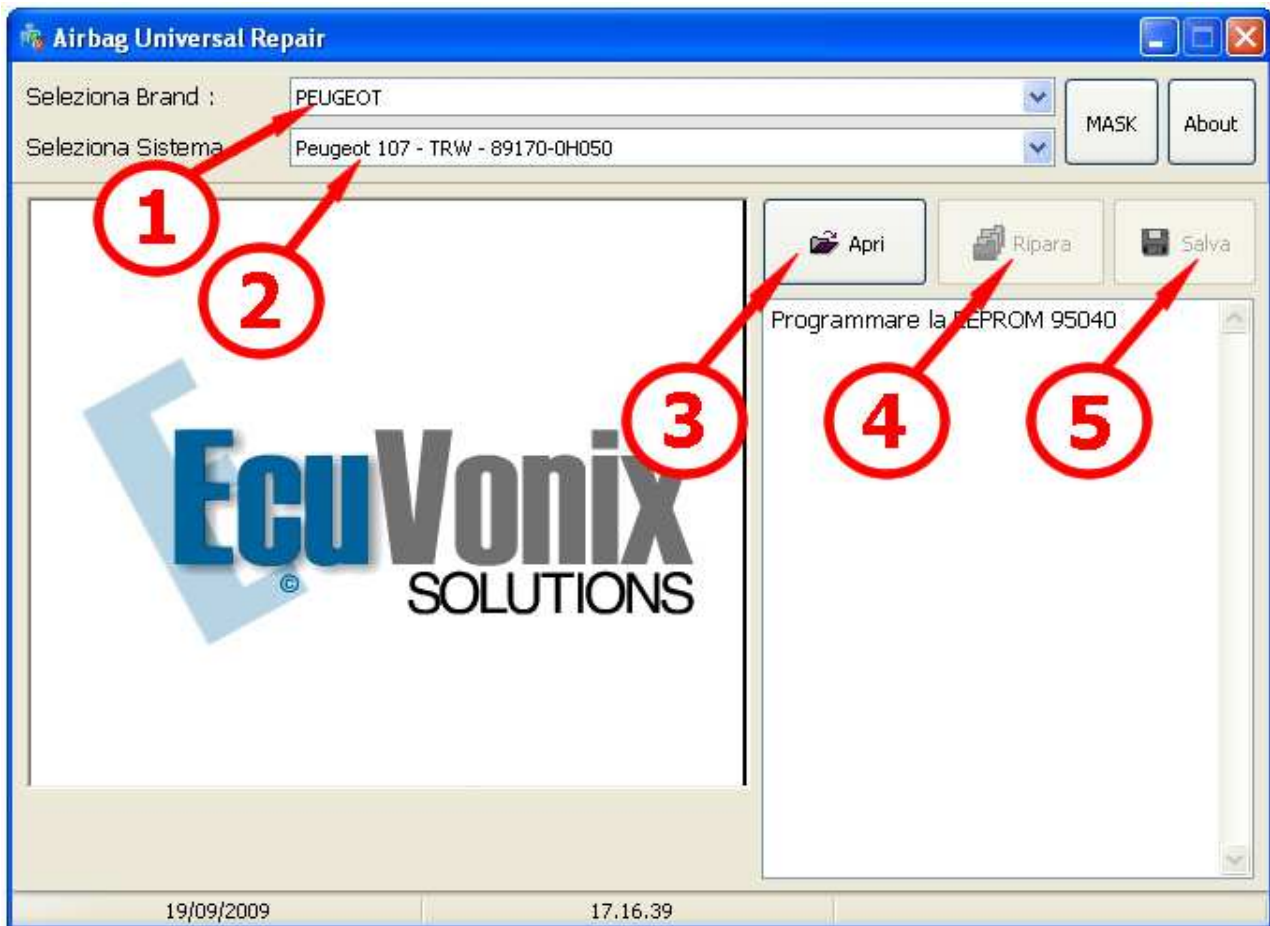 Airbag Universal Repair
Seleziona Brand :
PEUGEOT
MASK
About
Seleziona Sistema
Peugeot 107 - TRW - 89170-0H050
1
2
Apri
Ripara
Salva
Programmare la EEPROM 95040
3
4
5
EcuVonix
©
SOLUTIONS
19/09/2009
17.16.39